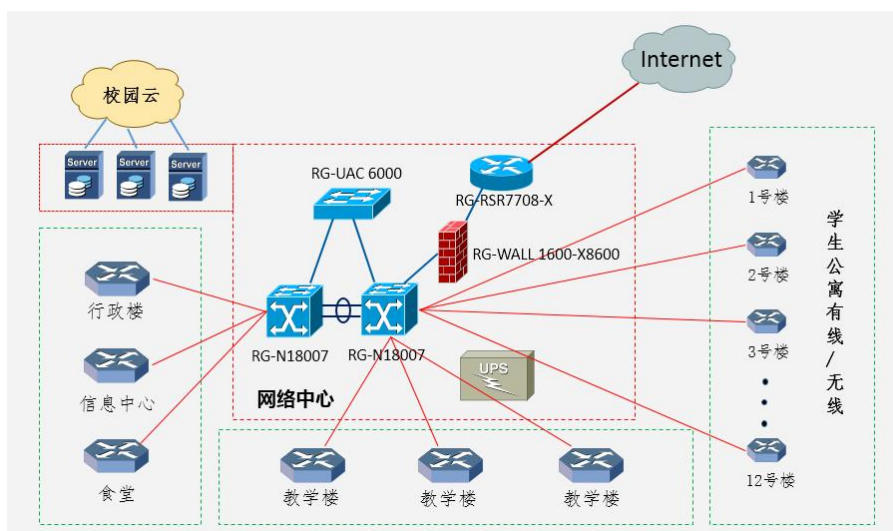 Internet
校园云
Server
Server
Server
RG-UAC 6000
RG-RSR7708-X
RG-WALL 1600-X8600
RG-N18007
RG-N18007
UPS
网络中心
行政楼
信息中心
食堂
教学楼
教学楼
教学楼
1号楼
2号楼
3号楼
12号楼
学生公寓有线/无线